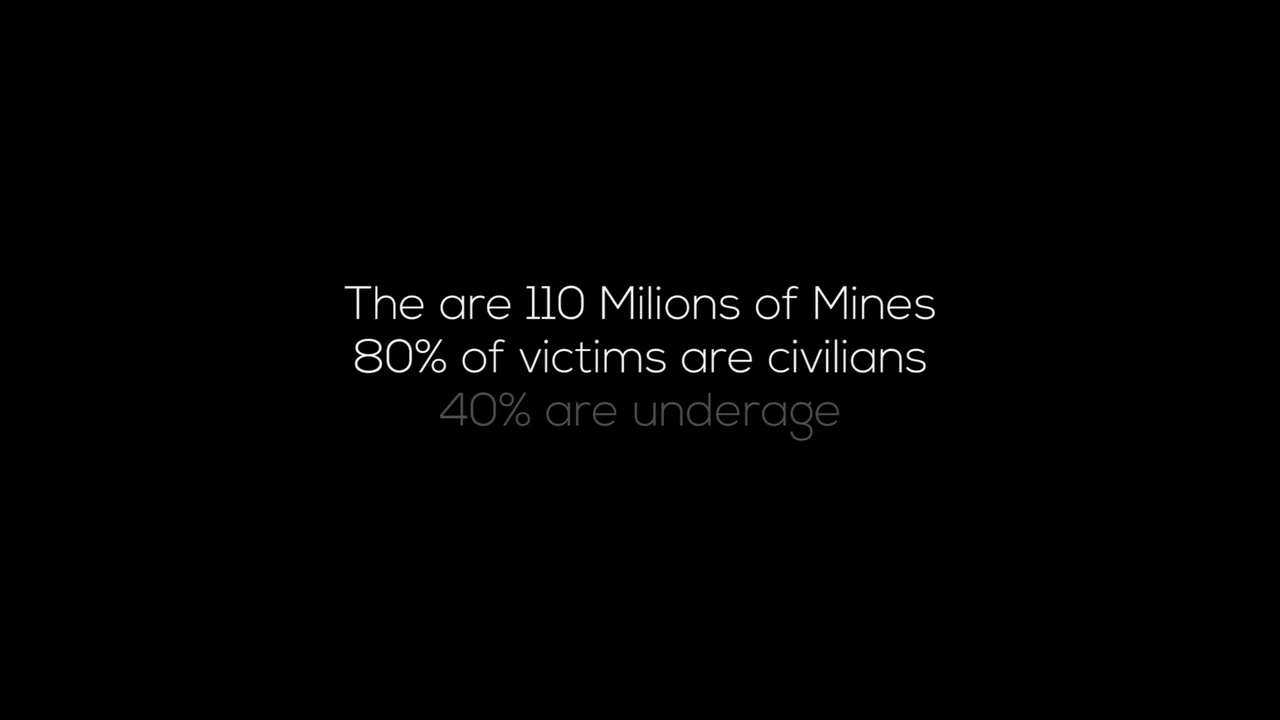 The are 110 Milions of Mines
80% of victims are civilians
40% are underage